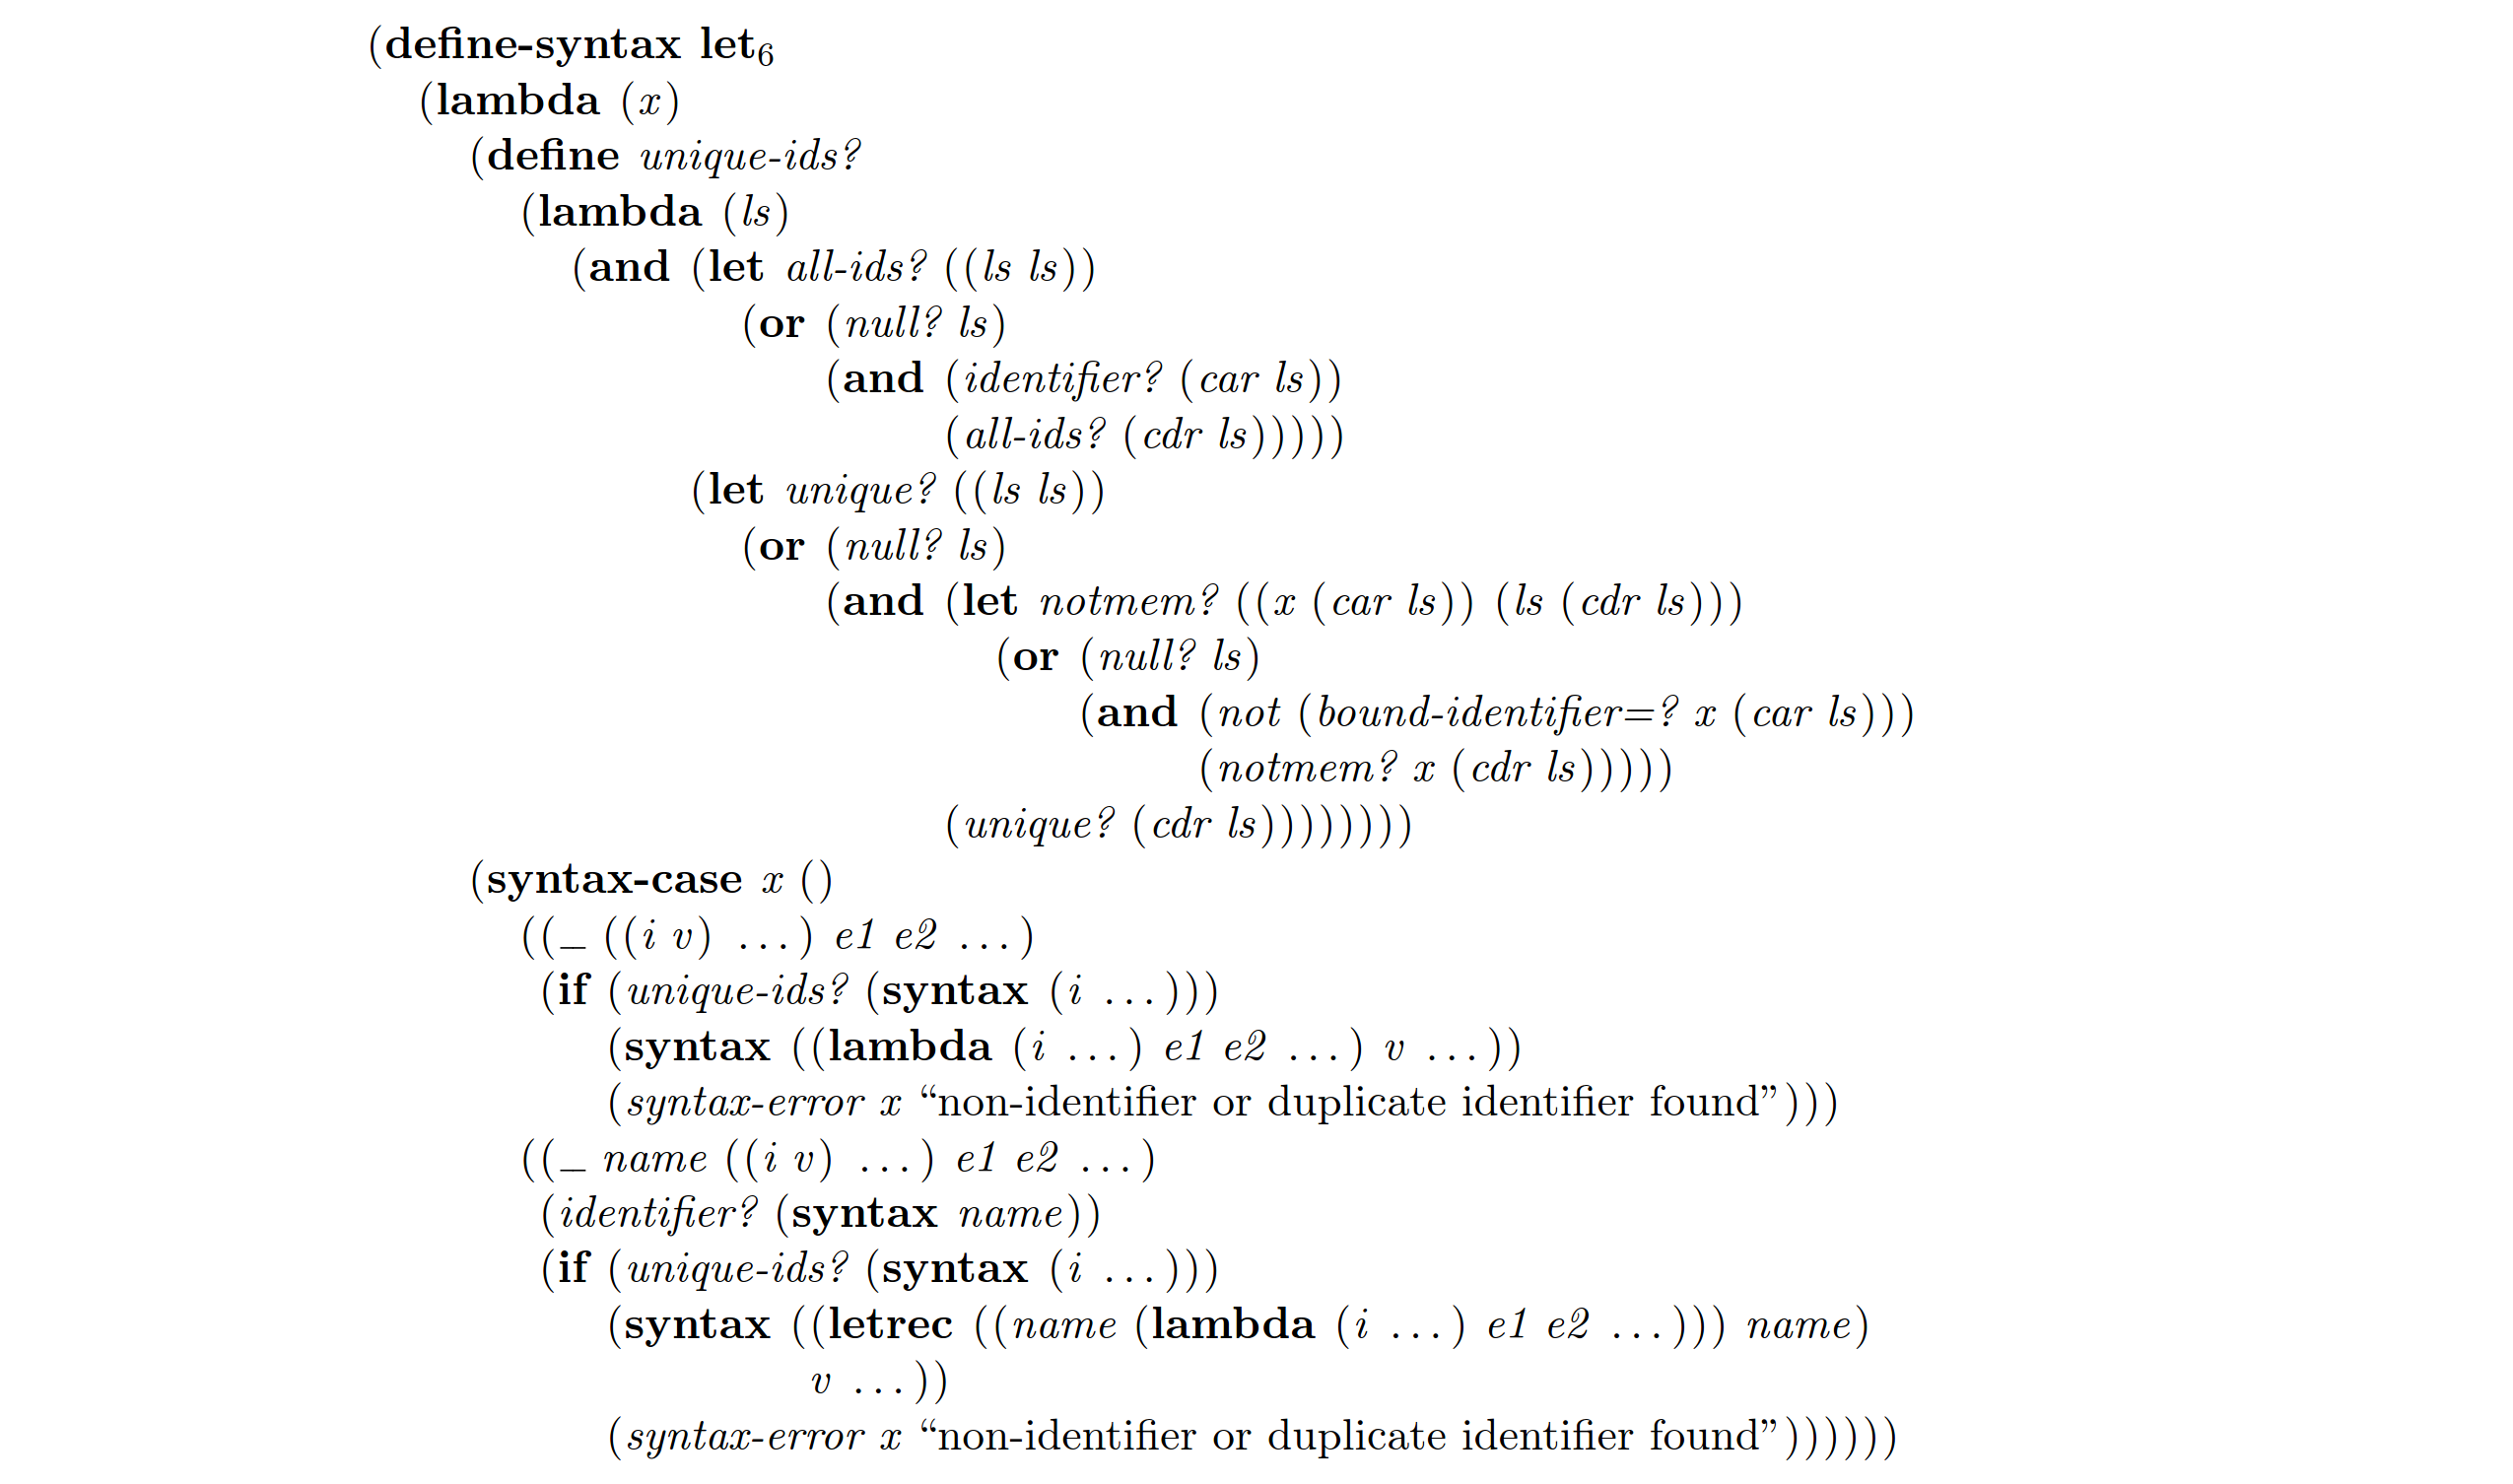 (define-syntax let₆
(lambda (x)
(define unique-ids?
(lambda (ls)
(and (let all-ids? ((ls ls))
(or (null? ls)
(and (identifier? (car ls))
(all-ids? (cdr ls)))))
(let unique? ((ls ls))
(or (null? ls)
(and (let notmem? ((x (car ls)) (ls (cdr ls)))
(or (null? ls)
(and (not (bound-identifier=? x (car ls)))
(notmem? x (cdr ls)))))
(unique? (cdr ls))))))))
(syntax-case x ()
((_ ((i v) ...) e1 e2 ...)
(if (unique-ids? (syntax (i ...)))
(syntax ((lambda (i ...) e1 e2 ...) v ...))
(syntax-error x “non-identifier or duplicate identifier found”)))
((_ name ((i v) ...) e1 e2 ...)
(identifier? (syntax name))
(if (unique-ids? (syntax (i ...)))
(syntax ((letrec ((name (lambda (i ...) e1 e2 ...))) name)
v ...))
(syntax-error x “non-identifier or duplicate identifier found”))))))